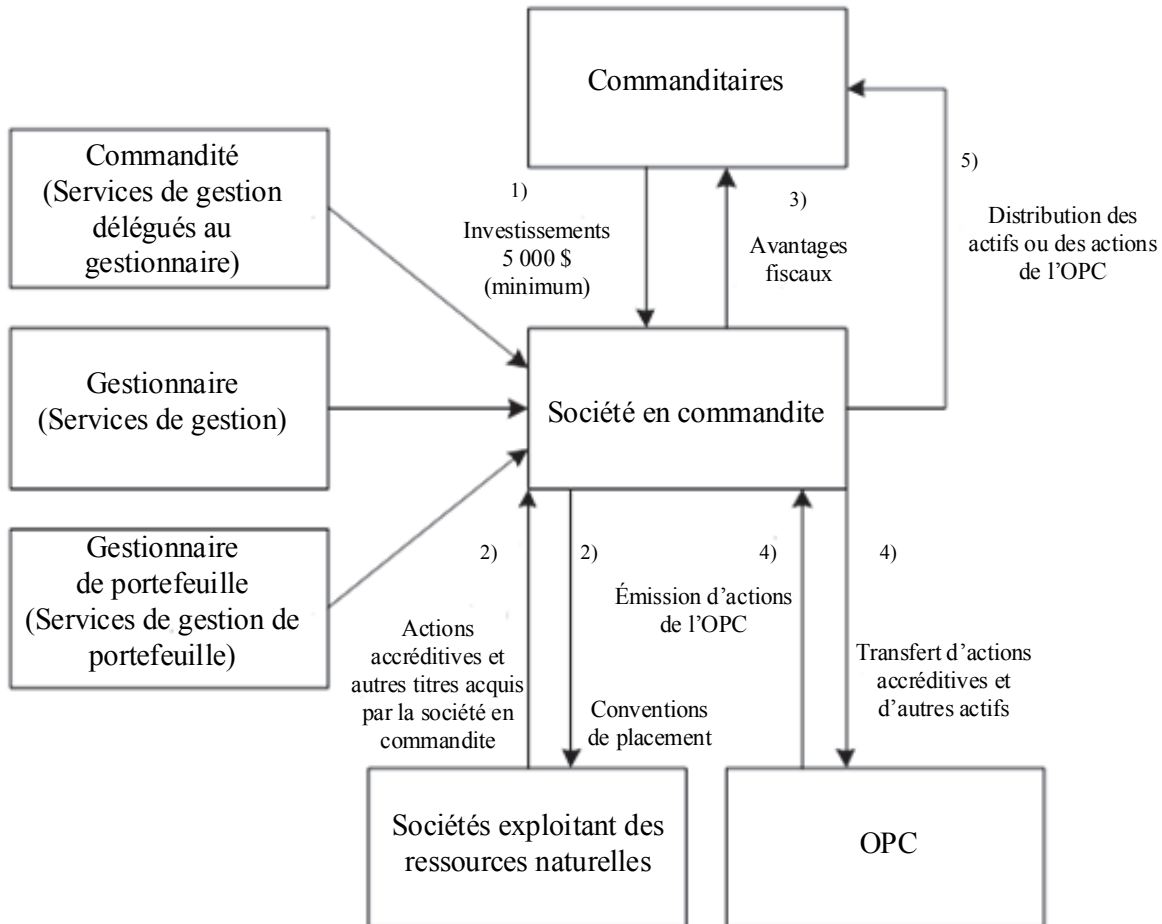 Commanditaires
Commandité
(Services de gestion
délégués au
gestionnaire)
1)
Investissements
5 000 $
(minimum)
3)
Avantages
fiscaux
5)
Distribution des
actifs ou des actions
de l’OPC
Gestionnaire
(Services de gestion)
Société en commandite
Gestionnaire
de portefeuille
(Services de gestion de
portefeuille)
2)
Actions
accréditives et
autres titres acquis
par la société en
commandite
2)
Conventions
de placement
4)
Émission d’actions
de l’OPC
4)
Transfert d’actions
accréditives et
d’autres actifs
Sociétés exploitant des
ressources naturelles
OPC